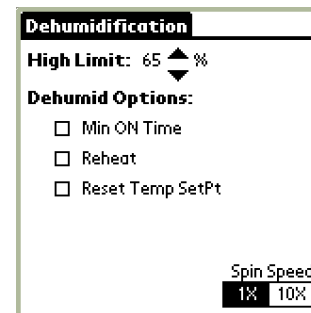 Dehumidification
High Limit: 65 %
Dehumid Options:
Min ON Time
Reheat
Reset Temp SetPt
Spin Speed
1X 10X